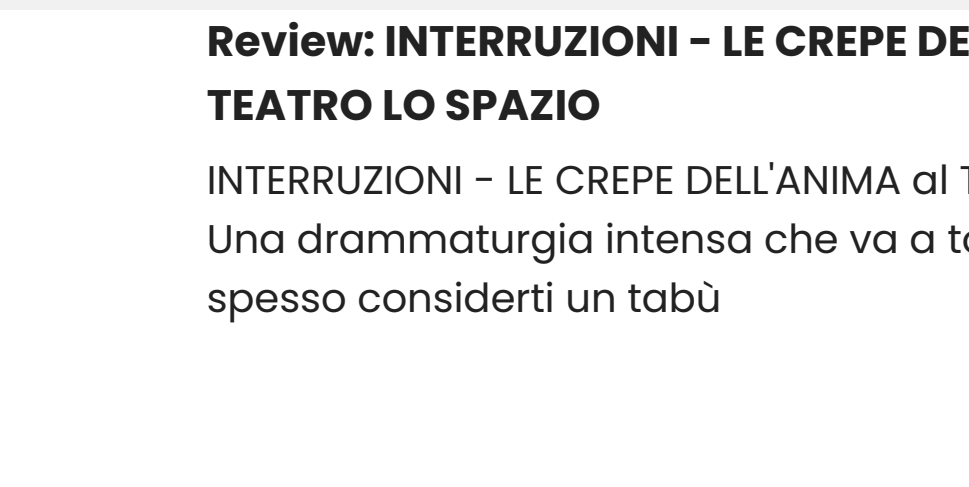 Review: INTERRUZIONI - LE CREPE
TEATRO LO SPAZIO
INTERRUZIONI - LE CREPE DELL'ANIMA al
Una drammaturgia intensa che va a
spesso considerti un tabù